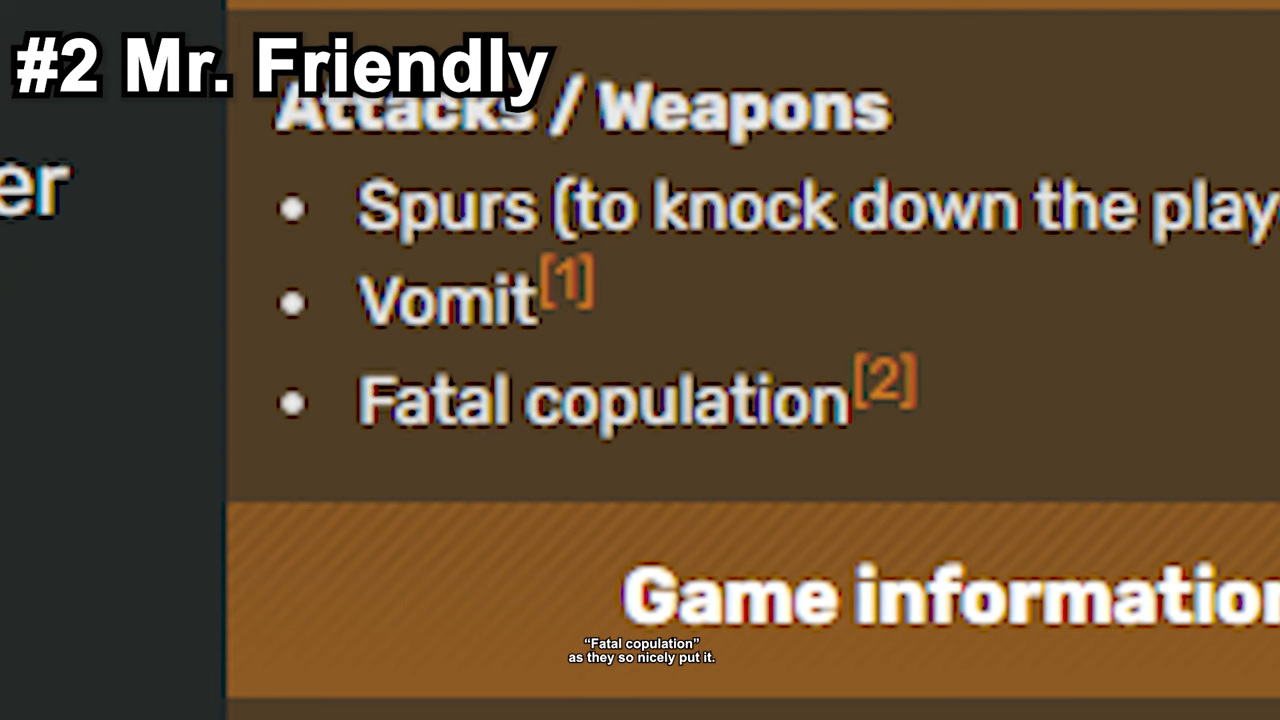 #2 Mr. Friendly
Attacks / Weapons
er
• Spurs (to knock down the play
• Vomit[1]
• Fatal copulation[2]
Game information
“Fatal copulation”
as they so nicely put it.